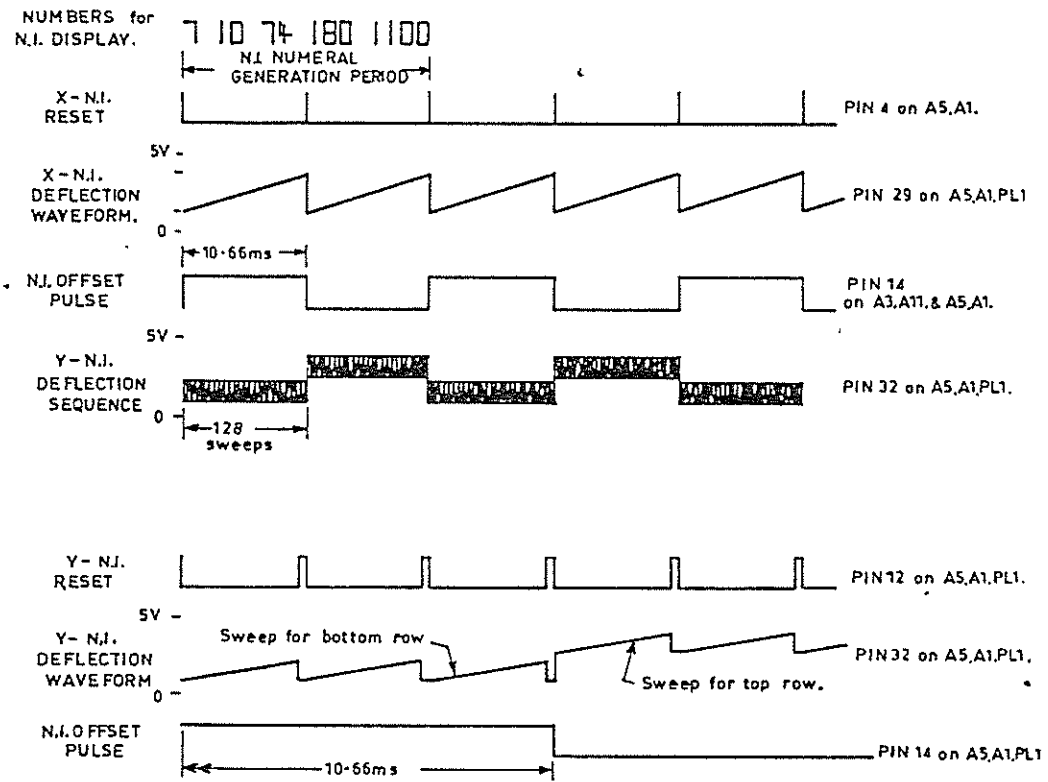 NUMBERS for
N.I. DISPLAY.
7 10 74 180 1100
N.I. NUMERAL
GENERATION PERIOD
X-N.I.
RESET
PIN 4 on A5,A1.
5V
X-N.I.
DEFLECTION
WAVEFORM.
PIN 29 on A5,A1,PL1
0
10.66ms
N.I. OFFSET
PULSE
PIN 14
on A3,A11,& A5,A1.
5V
Y-N.I.
DEFLECTION
SEQUENCE
PIN 32 on A5,A1,PL1.
0
128
sweeps
Y-N.I.
RESET
PIN 12 on A5,A1,PL1.
5V
Y-N.I.
DEFLECTION
WAVEFORM
Sweep for bottom row
PIN 32 on A5,A1,PL1.
Sweep for top row.
0
N.I. OFFSET
PULSE
PIN 14 on A5,A1,PL1
10.66ms